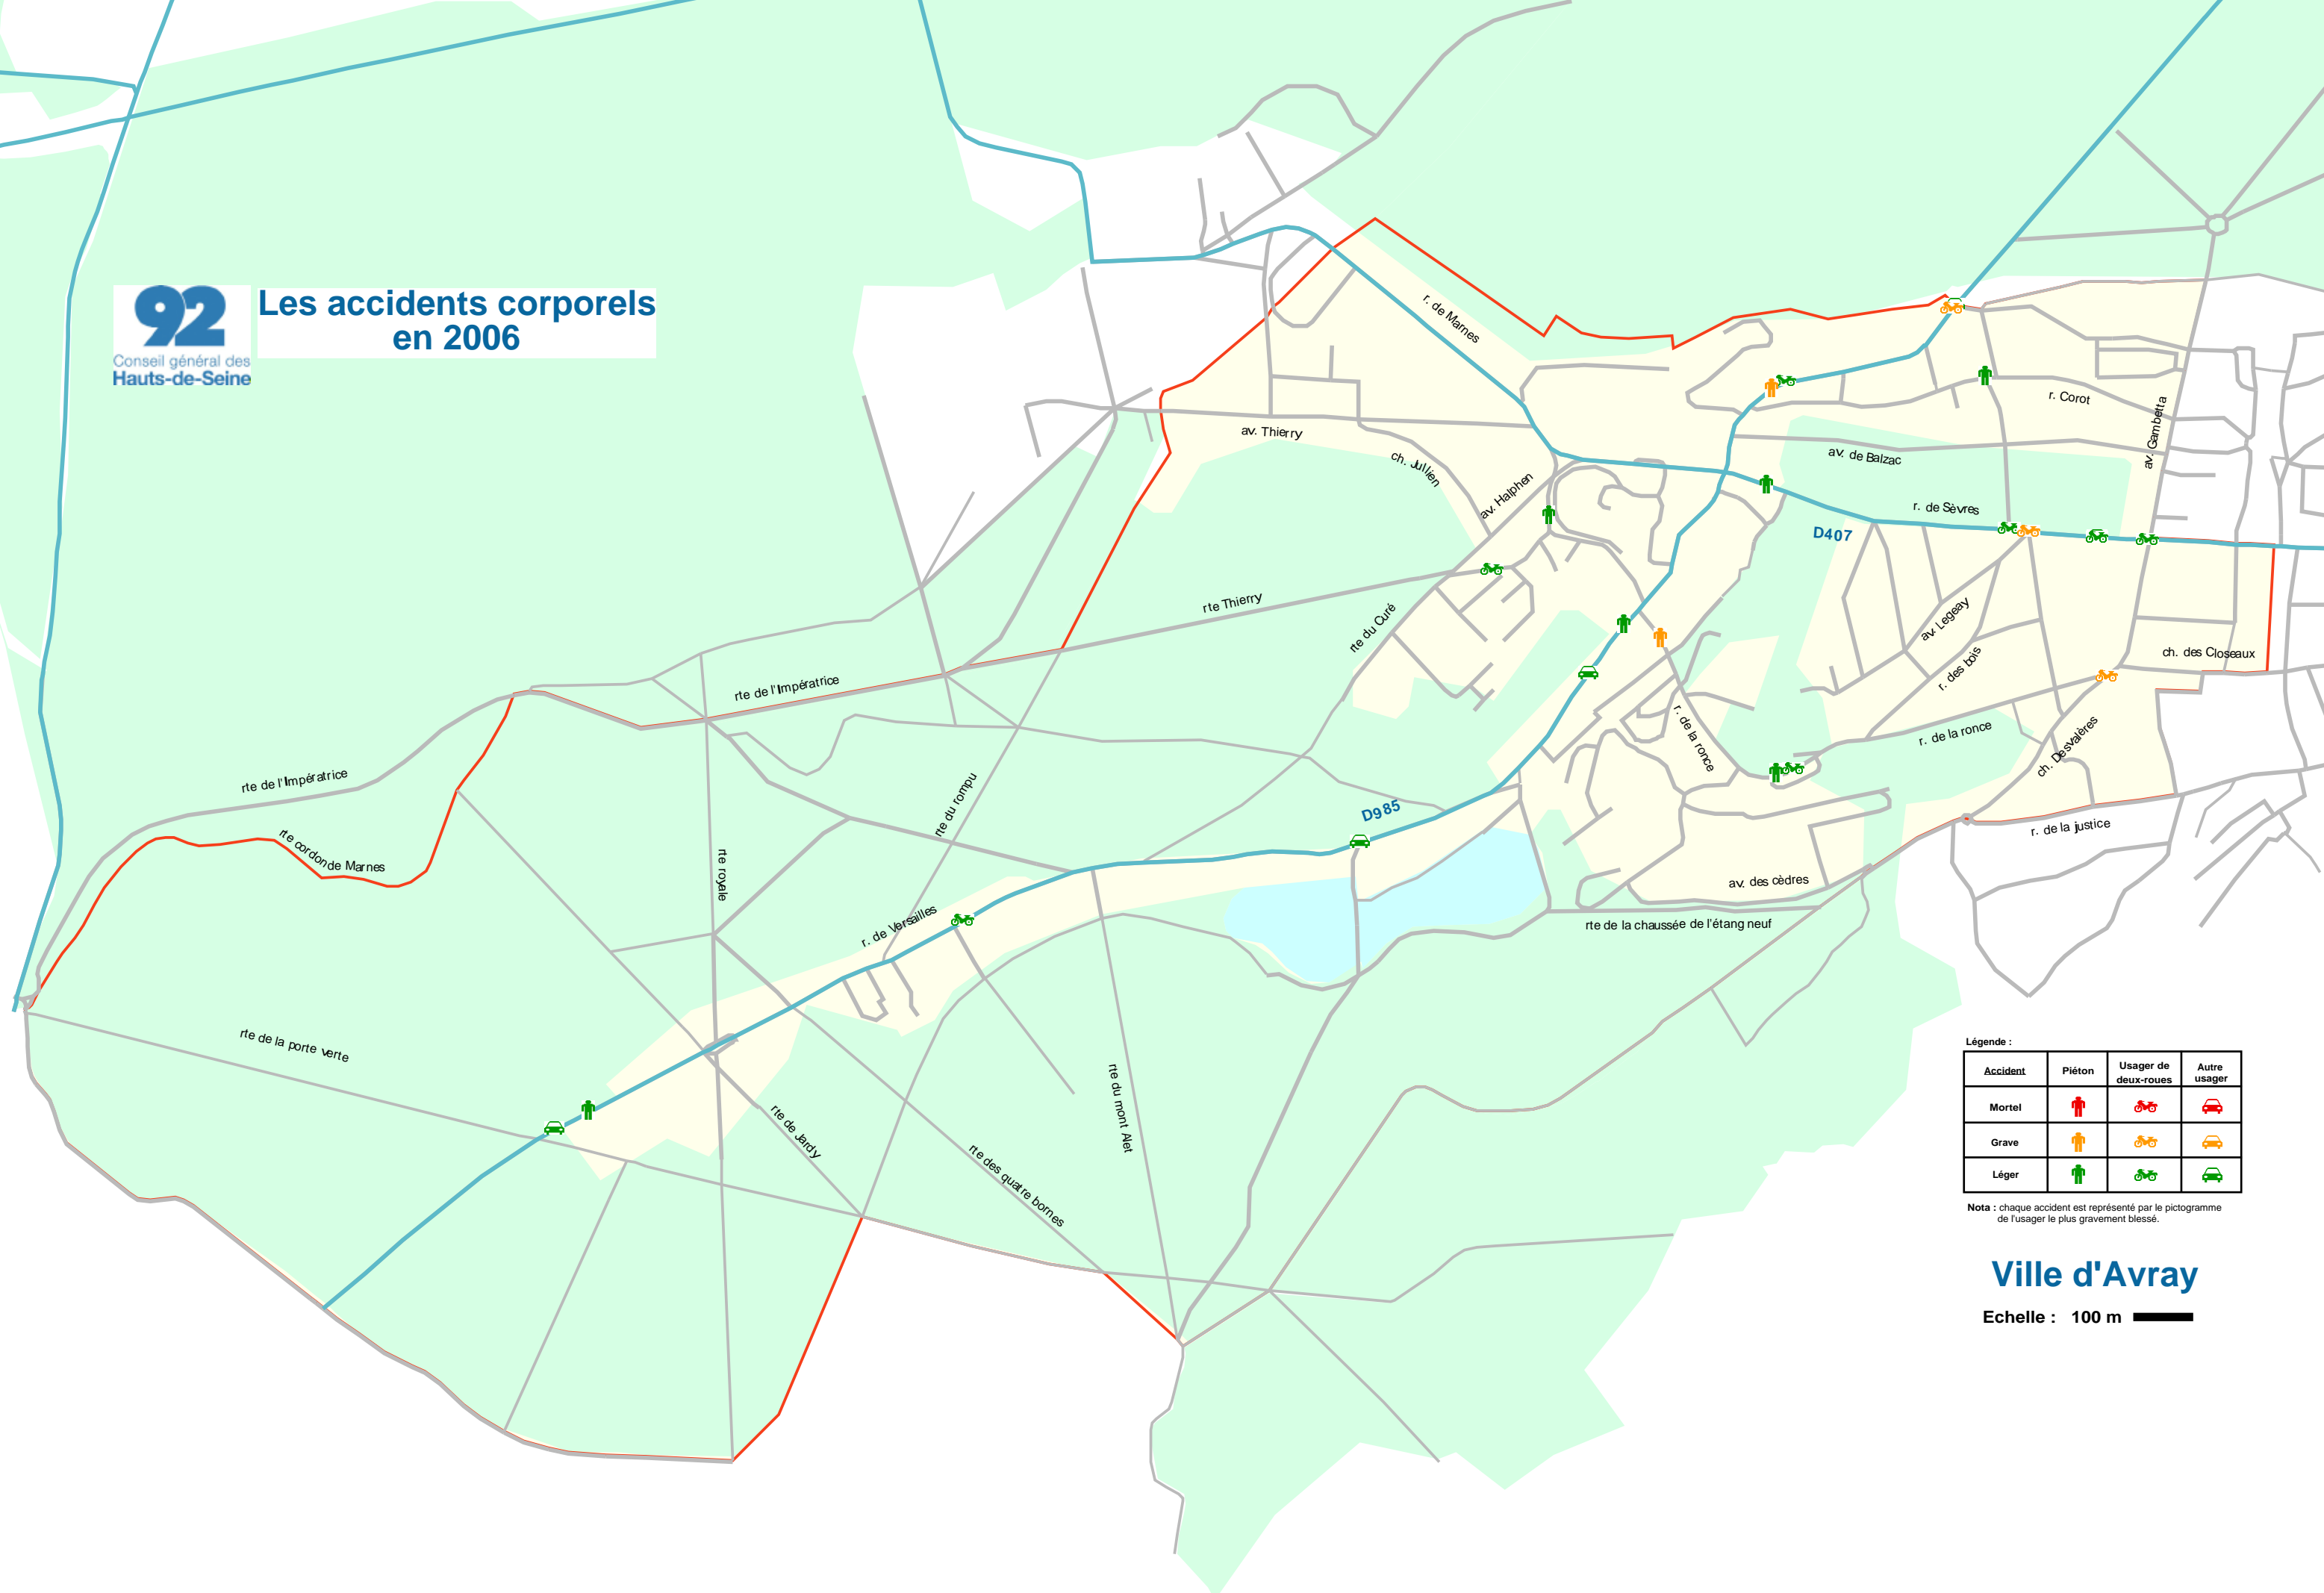 92
Conseil général des
Hauts-de-Seine
Les accidents corporels
en 2006
r. de Marnes
av. Thierry
ch. Jullien
av. Halphen
r. Corot
av. Gambetta
av. de Balzac
r. de Sèvres
D407
rte Thierry
rte du Curé
av. Legeay
r. des bois
ch. des Closeaux
rte de l'Impératrice
rte de l'Impératrice
r. de la ronce
r. de la ronce
ch. Desvalères
rte du rompu
D985
rte cordon de Marnes
rte royale
r. de la justice
av. des cèdres
r. de Versailles
rte de la chaussée de l'étang neuf
rte de la porte verte
rte du mont Alet
rte de Jardy
rte des quatre bornes
Légende :
Accident Piéton Usager de deux-roues Autre usager
Mortel
Grave
Léger
Nota : chaque accident est représenté par le pictogramme
de l'usager le plus gravement blessé.
Ville d'Avray
Echelle : 100 m